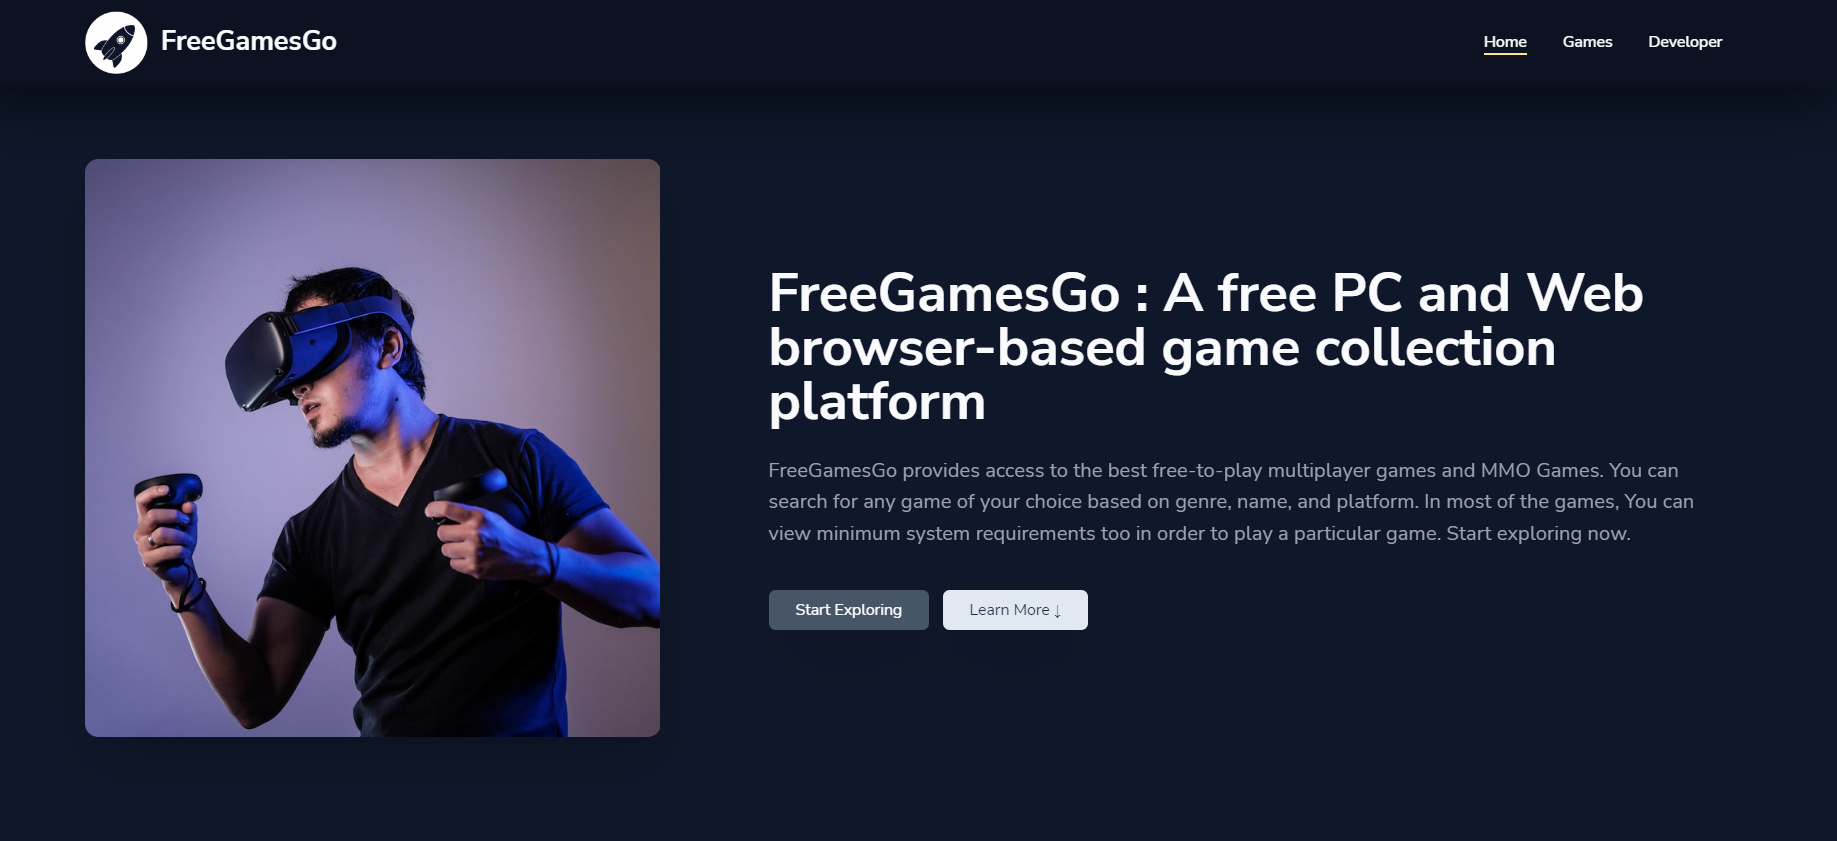 FreeGamesGo
Home Games Developer
FreeGamesGo : A free PC and Web
browser-based game collection
platform
FreeGamesGo provides access to the best free-to-play multiplayer games and MMO Games. You can
search for any game of your choice based on genre, name, and platform. In most of the games, You can
view minimum system requirements too in order to play a particular game. Start exploring now.
Start Exploring Learn More ↓